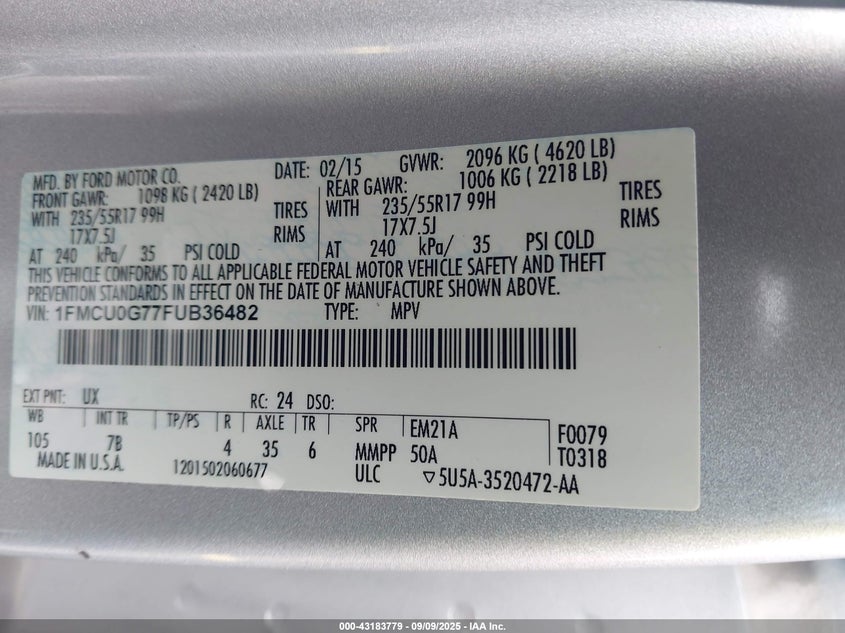 MFD. BY FORD MOTOR CO.
DATE: 02/15
GVWR: 2096 KG ( 4620 LB)
FRONT GAWR: 1098 KG ( 2420 LB)
WITH 235/55R17 99H TIRES
17X7.5J RIMS
AT 240 kPa/ 35 PSI COLD
REAR GAWR: 1006 KG ( 2218 LB)
WITH 235/55R17 99H TIRES
17X7.5J RIMS
AT 240 kPa/ 35 PSI COLD
THIS VEHICLE CONFORMS TO ALL APPLICABLE FEDERAL MOTOR VEHICLE SAFETY AND THEFT
PREVENTION STANDARDS IN EFFECT ON THE DATE OF MANUFACTURE SHOWN ABOVE.
VIN: 1FMCU0G77FUB36482 TYPE: MPV
EXT PNT: UX RC: 24 DSO:
WB INT TR TP/PS R AXLE TR SPR EM21A F0079
105 7B 4 35 6 MMPP 50A T0318
MADE IN U.S.A. 1201502060677 ULC ▽5U5A-3520472-AA
000-43183779 - 09/09/2025 - IAA Inc.